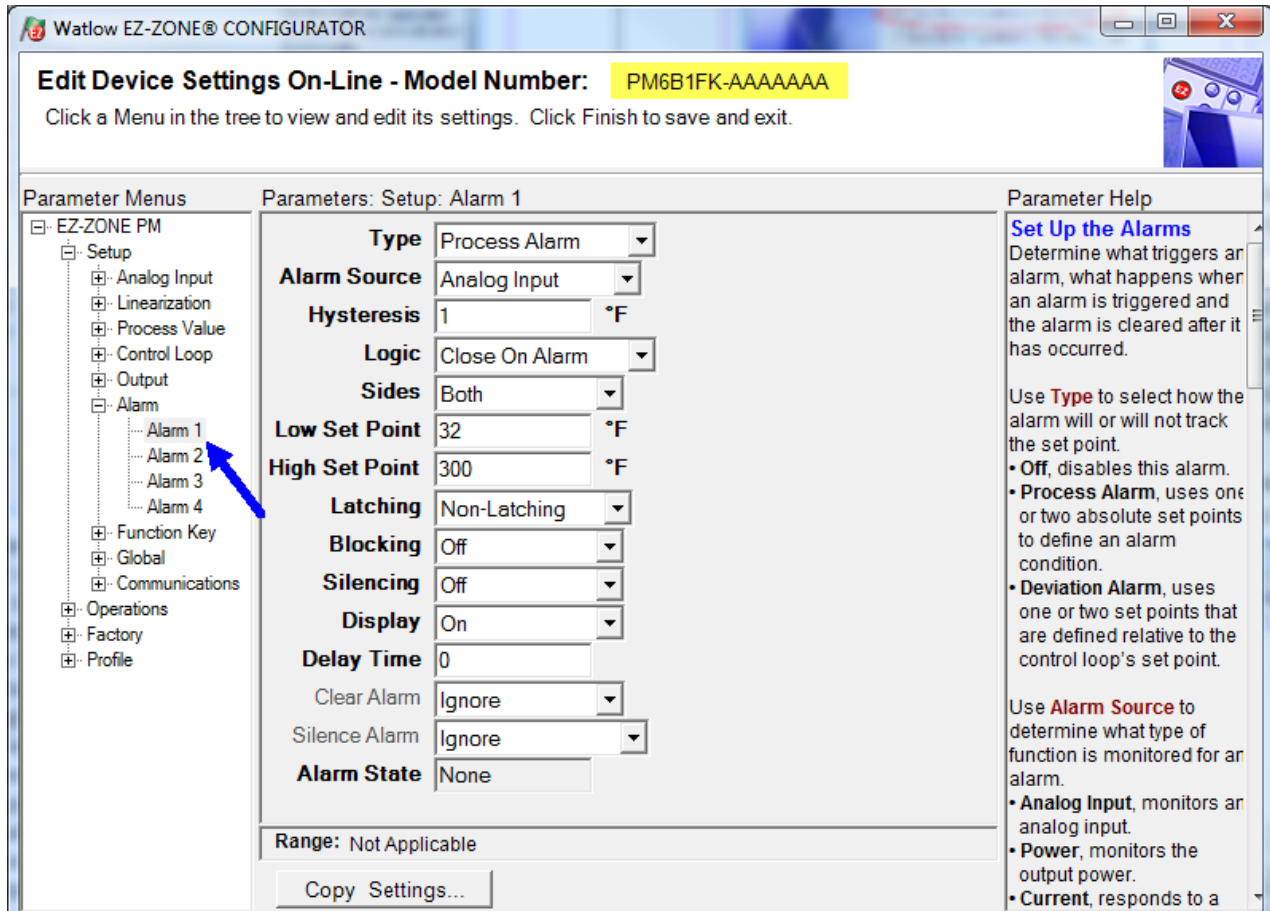 Watlow EZ-ZONE® CONFIGURATOR
Edit Device Settings On-Line - Model Number: PM6B1FK-AAAAAAA
Click a Menu in the tree to view and edit its settings. Click Finish to save and exit.
Parameter Menus
EZ-ZONE PM
Setup
Analog Input
Linearization
Process Value
Control Loop
Output
Alarm
Alarm 1
Alarm 2
Alarm 3
Alarm 4
Function Key
Global
Communications
Operations
Factory
Profile
Parameters: Setup: Alarm 1
Type Process Alarm
Alarm Source Analog Input
Hysteresis 1 °F
Logic Close On Alarm
Sides Both
Low Set Point 32 °F
High Set Point 300 °F
Latching Non-Latching
Blocking Off
Silencing Off
Display On
Delay Time 0
Clear Alarm Ignore
Silence Alarm Ignore
Alarm State None
Range: Not Applicable
Copy Settings...
Parameter Help
Set Up the Alarms
Determine what triggers an
alarm, what happens when
an alarm is triggered and
the alarm is cleared after it
has occurred.
Use Type to select how the
alarm will or will not track
the set point.
• Off, disables this alarm.
• Process Alarm, uses one
or two absolute set points
to define an alarm
condition.
• Deviation Alarm, uses
one or two set points that
are defined relative to the
control loop's set point.
Use Alarm Source to
determine what type of
function is monitored for an
alarm.
• Analog Input, monitors an
analog input.
• Power, monitors the
output power.
• Current, responds to a